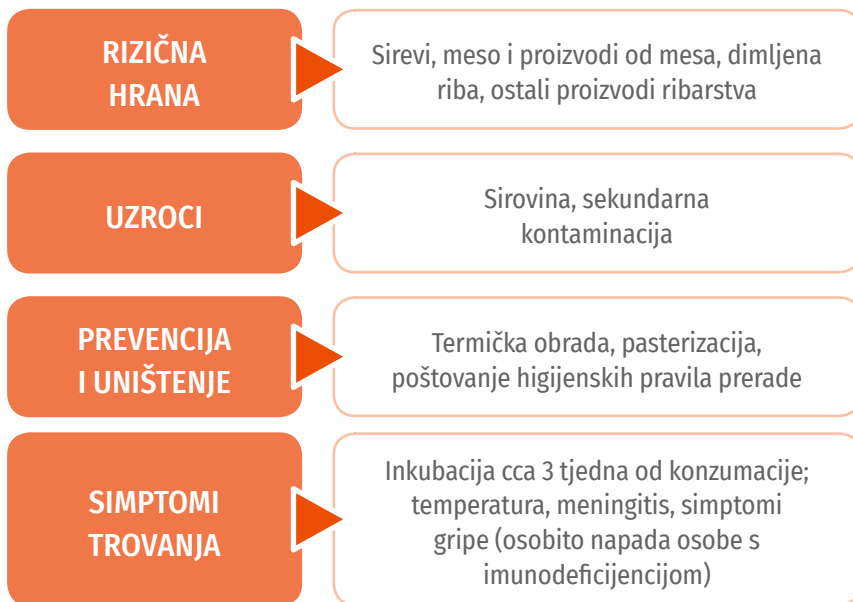 RIZIČNA
HRANA
Sirevi, meso i proizvodi od mesa, dimljena
riba, ostali proizvodi ribarstva
UZROCI
Sirovina, sekundarna
kontaminacija
PREVENCIJA
I UNIŠTENJE
Termička obrada, pasterizacija,
poštovanje higijenskih pravila prerade
SIMPTOMI
TROVANJA
Inkubacija cca 3 tjedna od konzumacije;
temperatura, meningitis, simptomi
gripe (osobito napada osobe s
imunodeficijencijom)